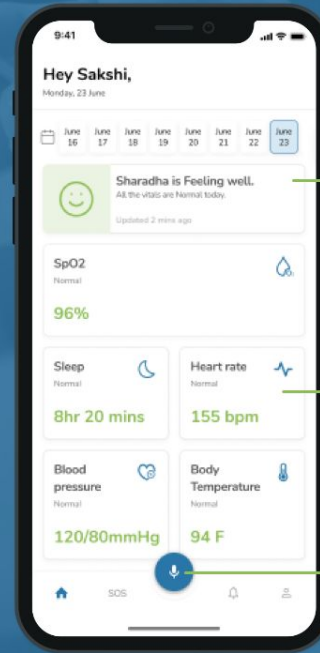 9:41
Hey Sakshi,
Monday, 23 June
June 16
June 17
June 18
June 19
June 20
June 21
June 22
June 23
Sharadha is Feeling well.
All the vitals are Normal today.
Updated 2 mins ago
SpO2
Normal
96%
Sleep
Normal
8hr 20 mins
Heart rate
Normal
155 bpm
Blood
pressure
Normal
120/80mmHg
Body
Temperature
Normal
94 F
SOS